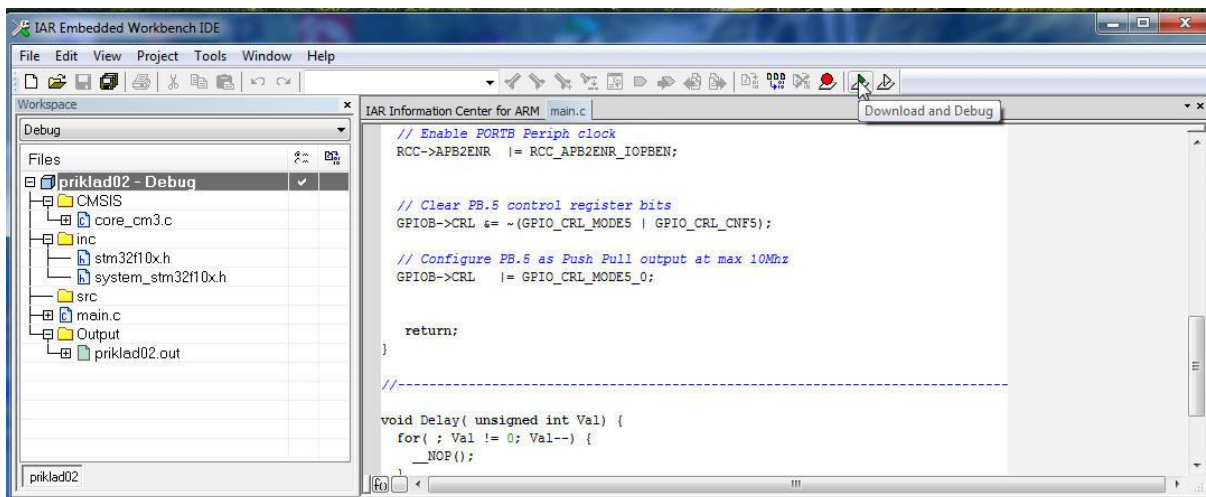 IAR Embedded Workbench IDE
File Edit View Project Tools Window Help
Workspace
Debug
Files
priklad02 - Debug
CMSIS
core_cm3.c
inc
stm32f10x.h
system_stm32f10x.h
src
main.c
Output
priklad02.out
priklad02
IAR Information Center for ARM main.c
Download and Debug
// Enable PORTB Periph clock
RCC->APB2ENR |= RCC_APB2ENR_IOPBEN;
// Clear PB.5 control register bits
GPIOB->CRL &= ~(GPIO_CRL_MODE5 | GPIO_CRL_CNF5);
// Configure PB.5 as Push Pull output at max 10Mhz
GPIOB->CRL |= GPIO_CRL_MODE5_0;
return;
}
//------------------------------------------------------------------------------
void Delay( unsigned int Val) {
for( ; Val != 0; Val--) {
__NOP();
}
f()